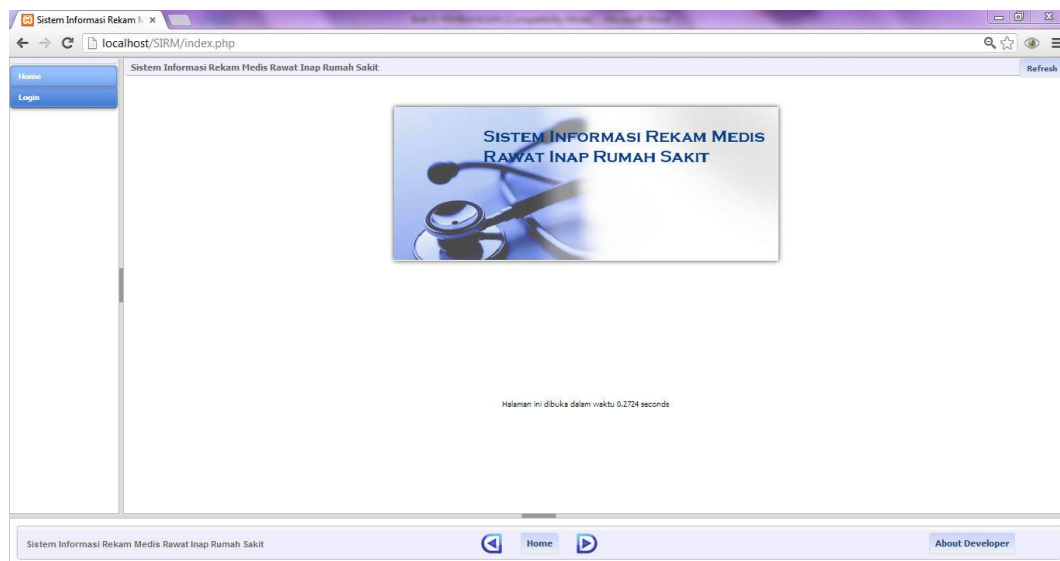 Sistem Informasi Rekam M
localhost/SIRM/index.php
Home
Login
Sistem Informasi Rekam Medis Rawat Inap Rumah Sakit
Refresh
SISTEM INFORMASI REKAM MEDIS
RAWAT INAP RUMAH SAKIT
Halaman ini dibuka dalam waktu 0.2724 seconds
Sistem Informasi Rekam Medis Rawat Inap Rumah Sakit
Home
About Developer